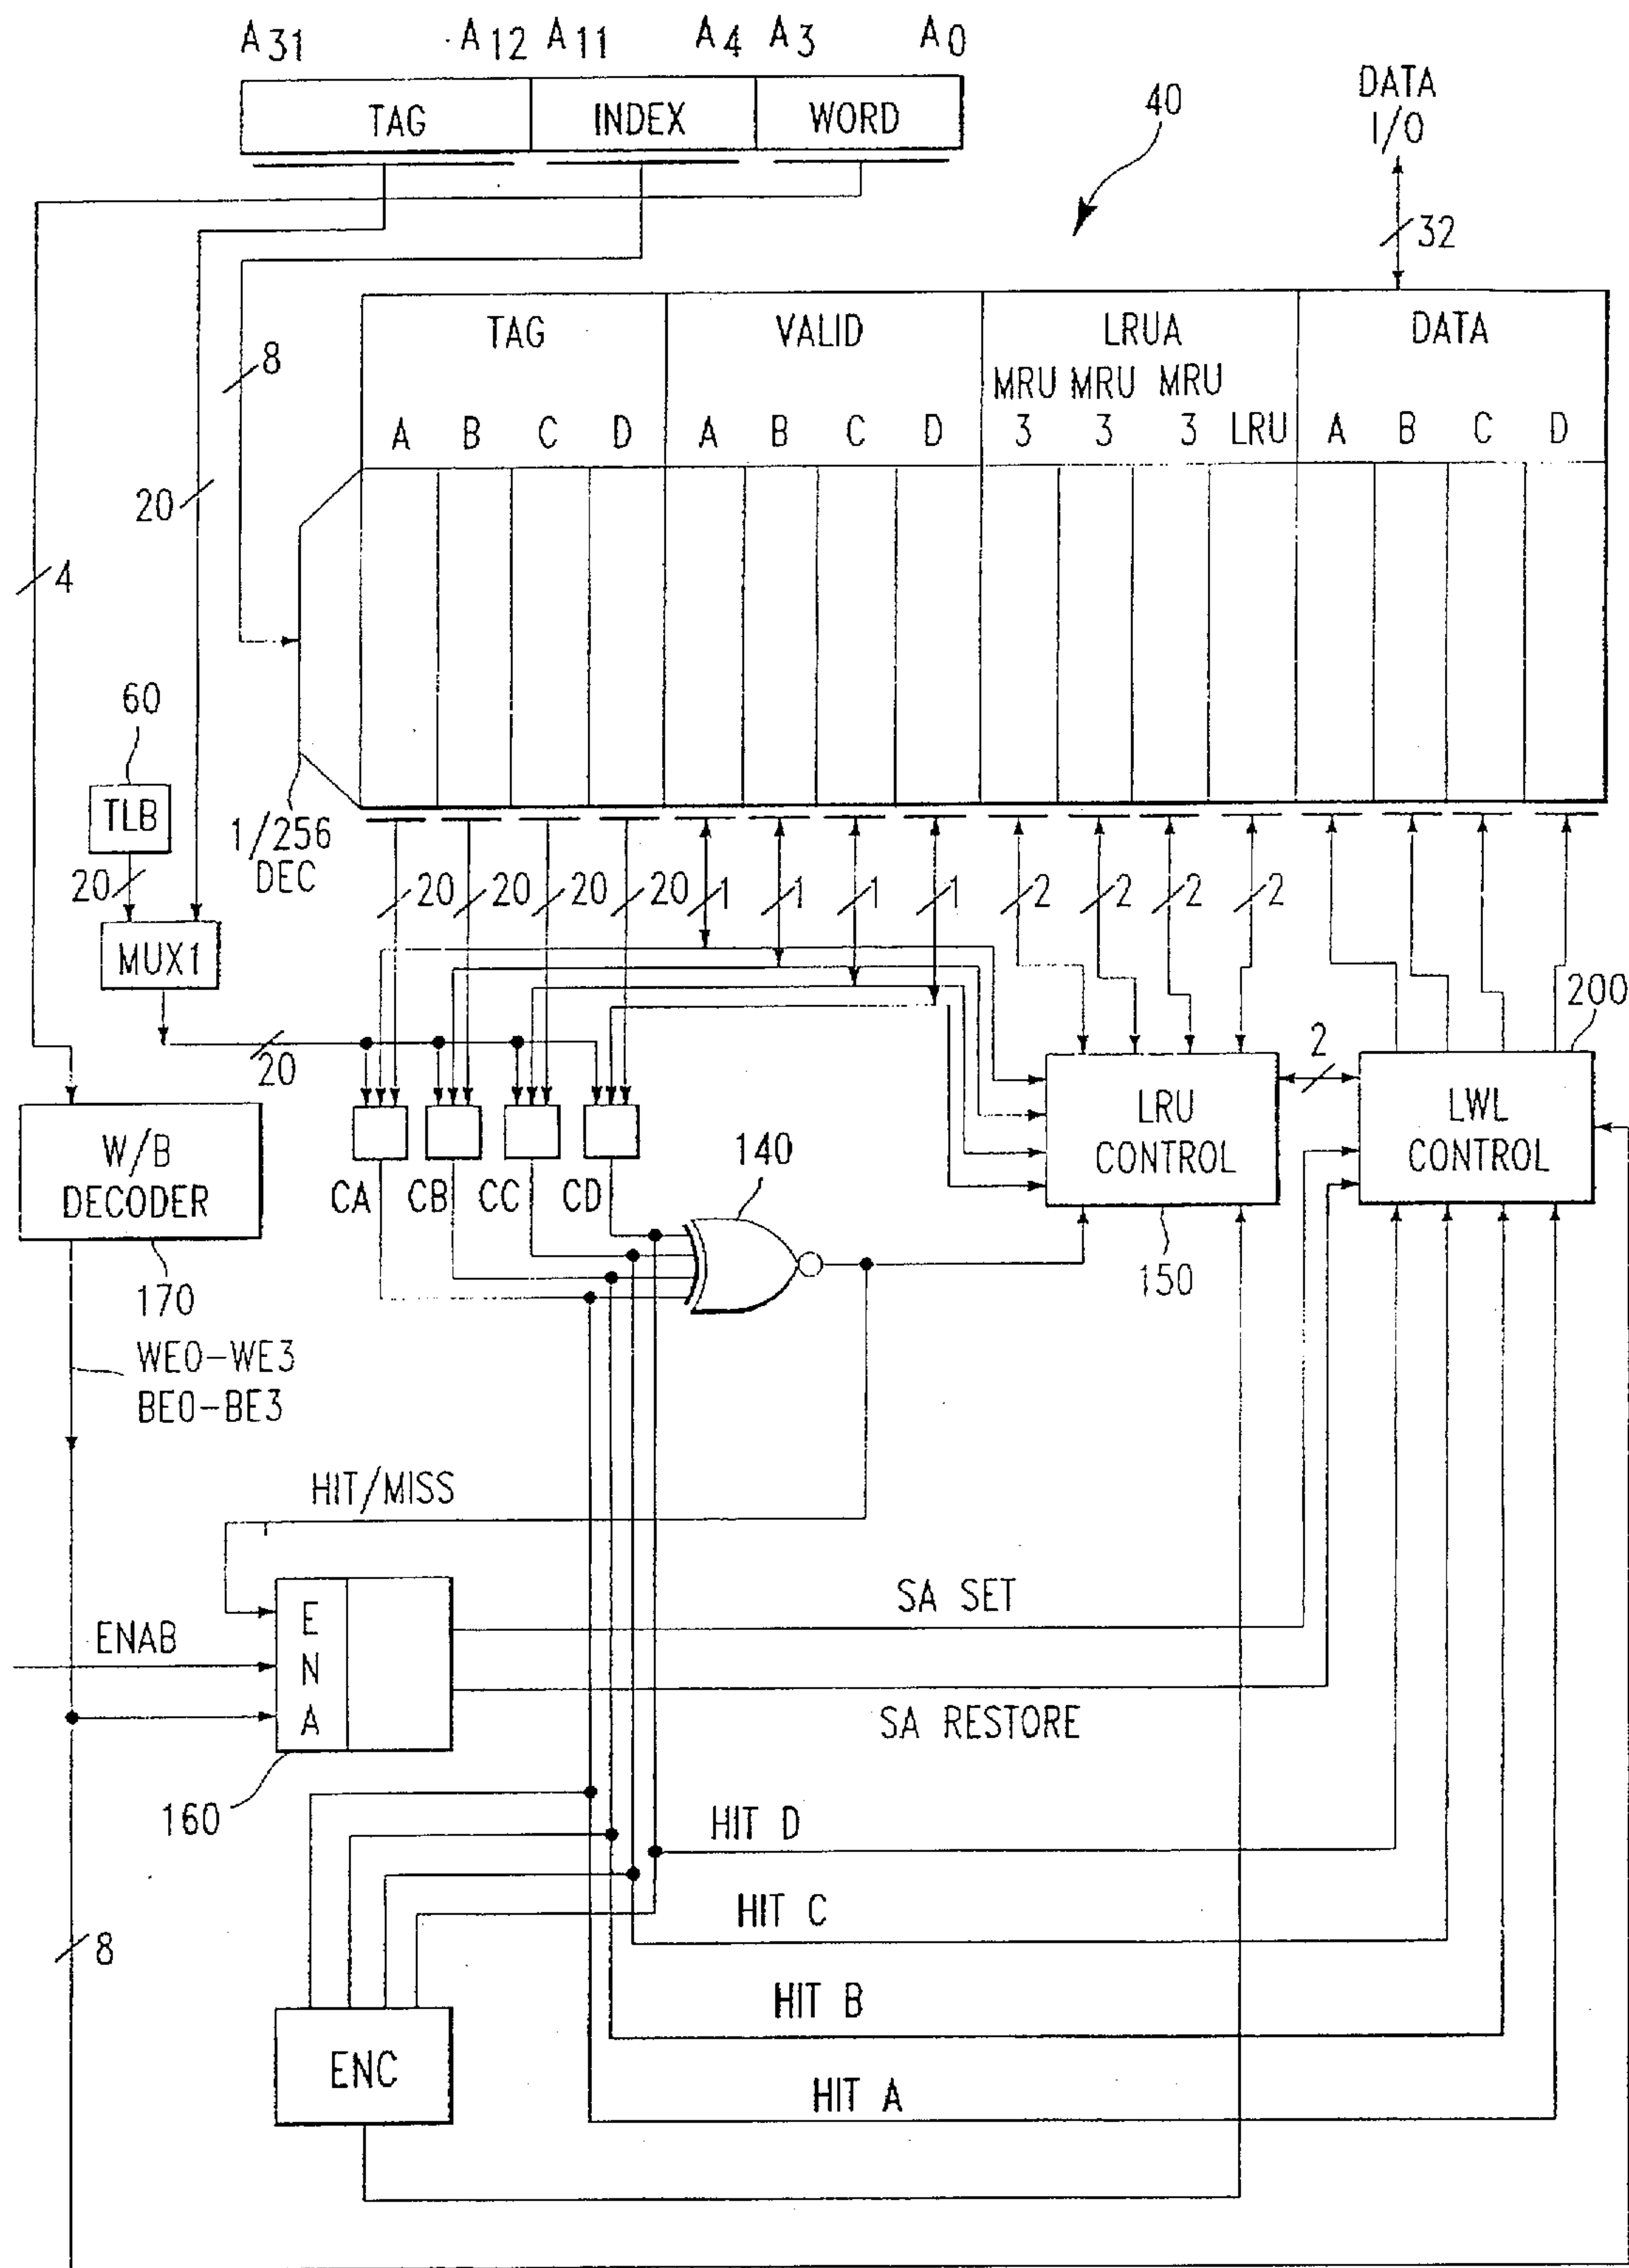 A31 A12 A11 A4 A3 A0
TAG INDEX WORD
40
DATA
I/O
32
TAG VALID LRUA DATA
MRU MRU MRU
A B C D A B C D 3 3 3 LRU A B C D
8
20
4
60
TLB
1/256
DEC
20
20 20 20 20 1 1 1 1 2 2 2 2
MUX1
20
200
2
LRU
CONTROL
LWL
CONTROL
W/B
DECODER
CA CB CC CD
140
150
170
WE0-WE3
BE0-BE3
HIT/MISS
ENAB
E
N
A
SA SET
SA RESTORE
160
HIT D
HIT C
8
HIT B
ENC
HIT A